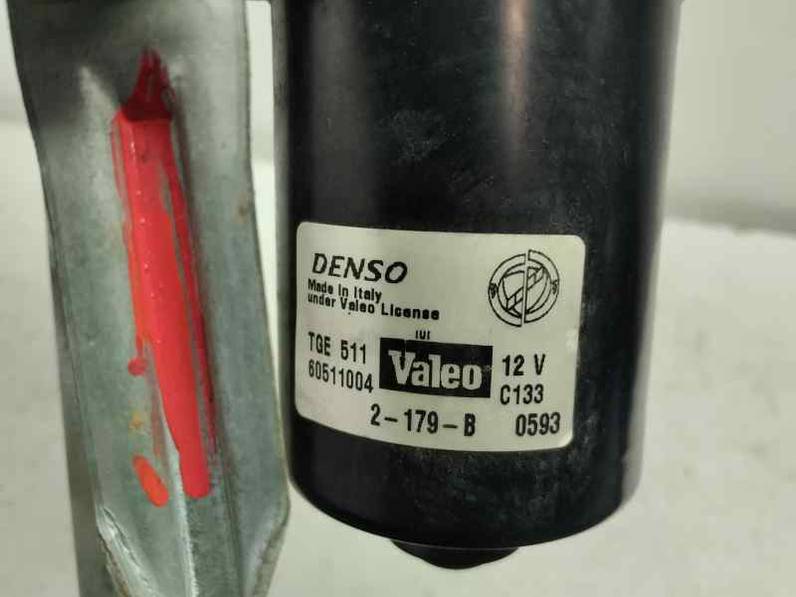 DENSO
Made in Italy
under Valeo License
TGE 511
Valeo
12 V
60511004
C133
2-179-B
0593